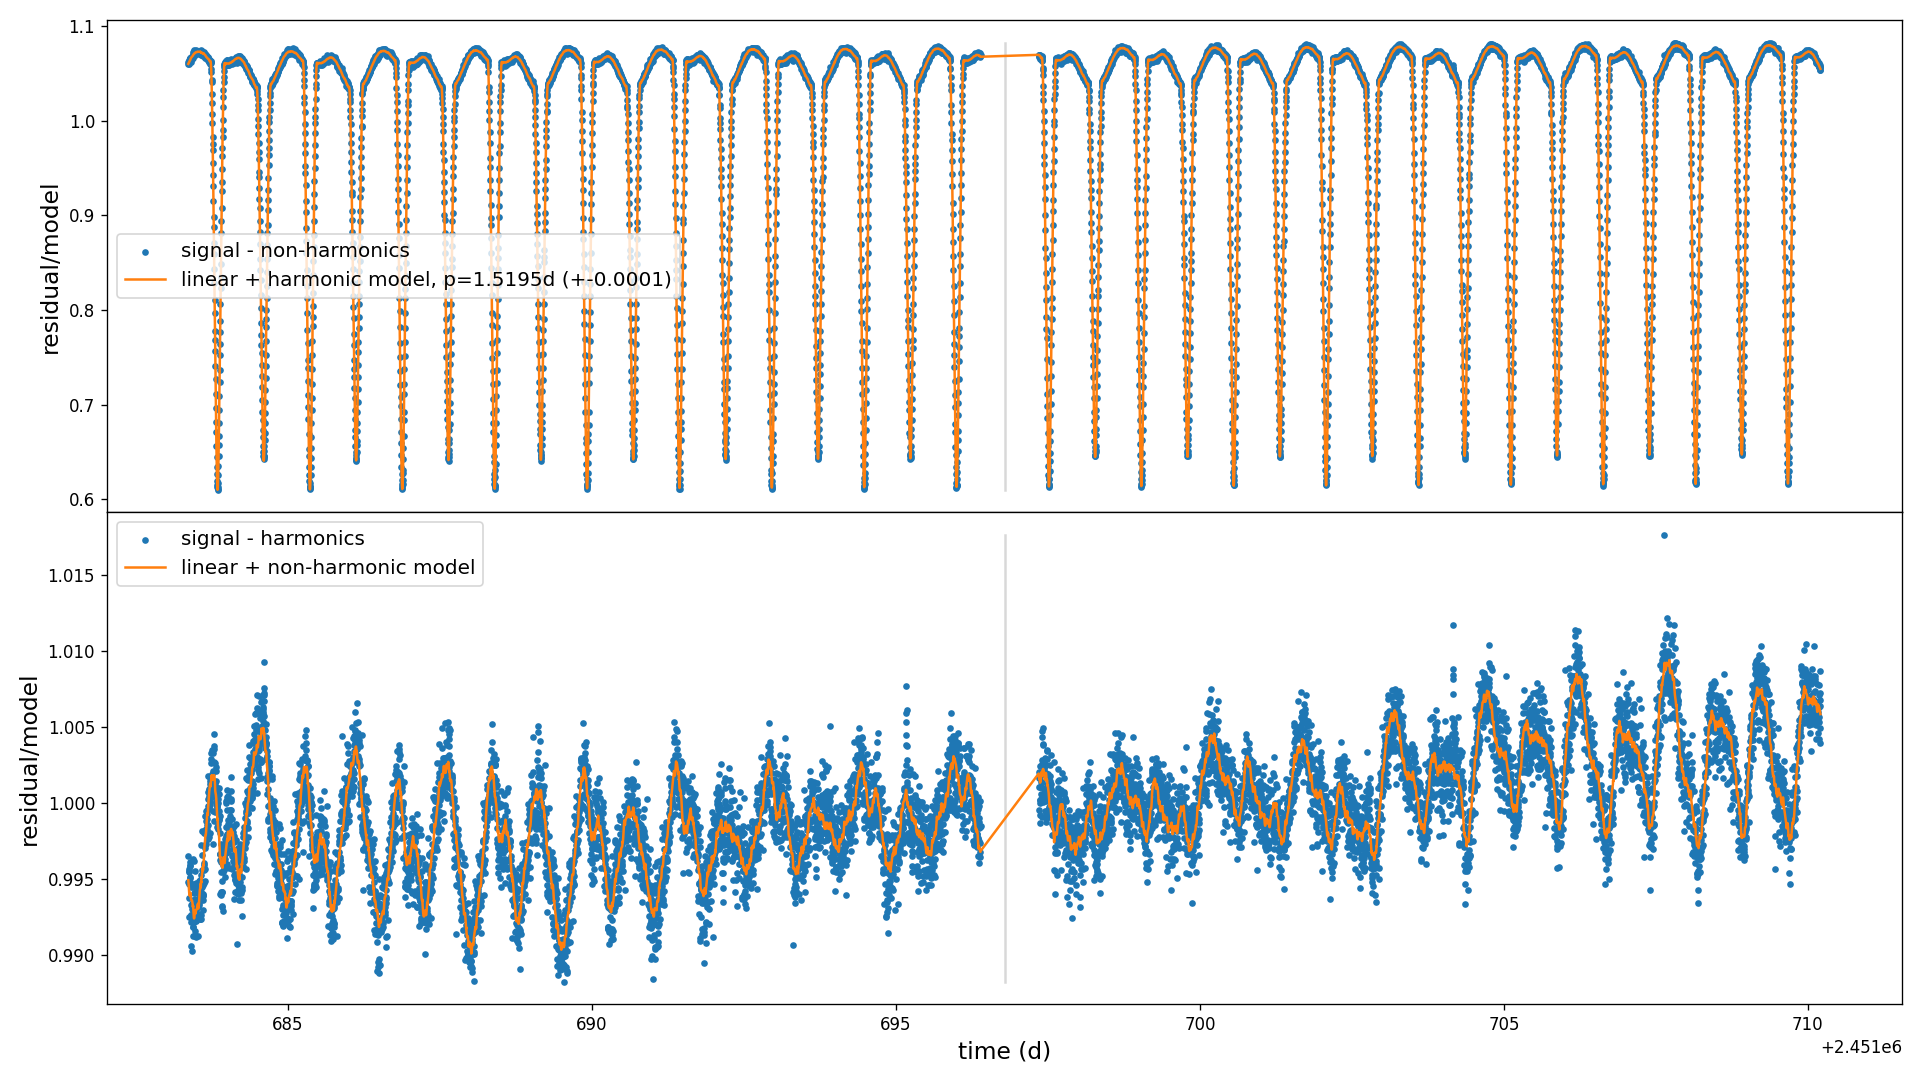 1.1
1.0
0.9
0.8
0.7
0.6
residual/model
signal - non-harmonics
linear + harmonic model, p=1.5195d (+-0.0001)
signal - harmonics
linear + non-harmonic model
1.015
1.010
1.005
1.000
0.995
0.990
residual/model
685
690
695
700
705
710
time (d)
+2.451e6